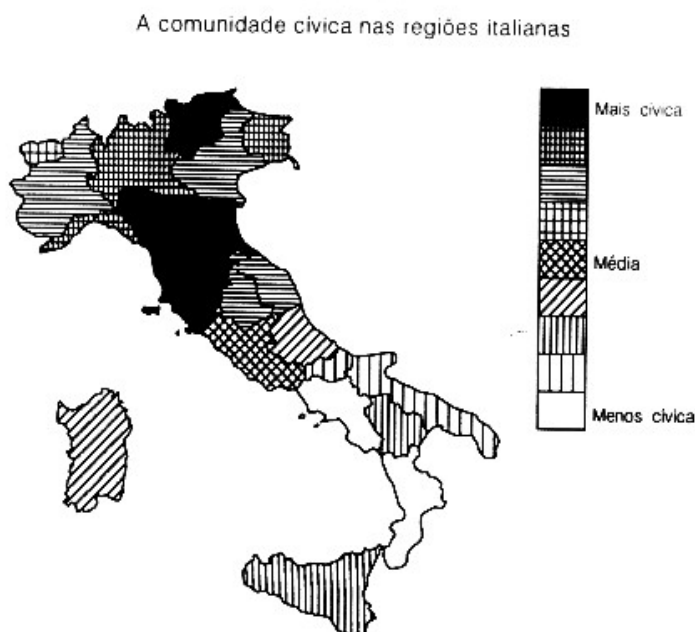 A comunidade cívica nas regiões italianas
Mais cívica
Média
Menos cívica